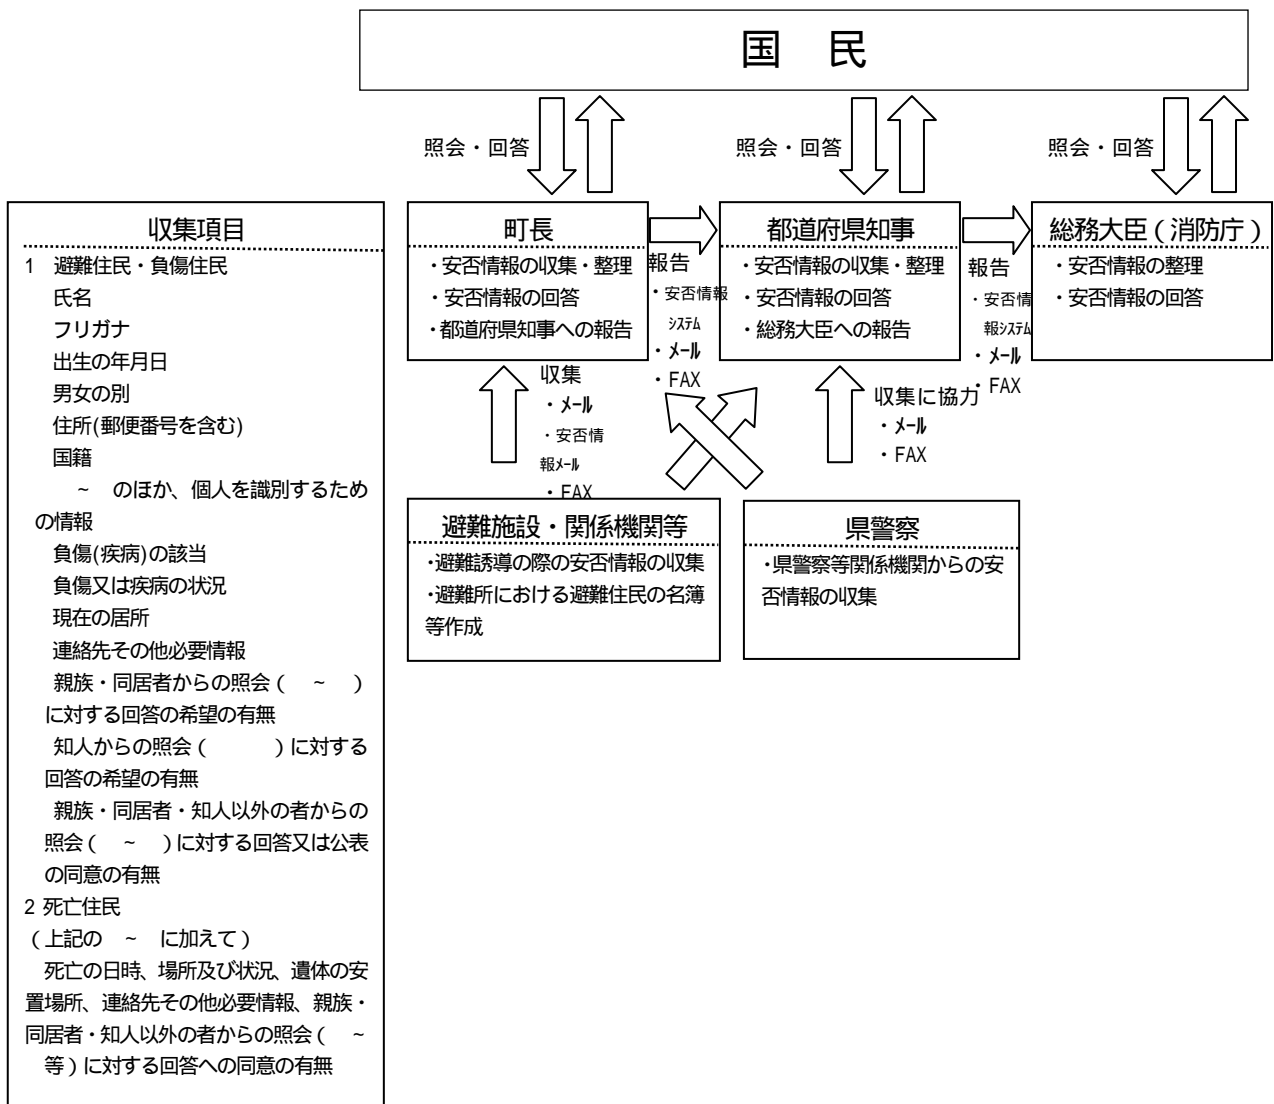 国　民
照会・回答
照会・回答
照会・回答
収集項目
1　避難住民・負傷住民
氏名
フリガナ
出生の年月日
男女の別
住所(郵便番号を含む)
国籍
～　のほか、個人を識別するため
の情報
負傷(疾病)の該当
負傷又は疾病の状況
現在の居所
連絡先その他必要情報
親族・同居者からの照会（　～　）
に対する回答の希望の有無
知人からの照会（　　　）に対する
回答の希望の有無
親族・同居者・知人以外の者からの
照会（　～　）に対する回答又は公表
の同意の有無
2 死亡住民
（上記の　～　に加えて）
死亡の日時、場所及び状況、遺体の安
置場所、連絡先その他必要情報、親族・
同居者・知人以外の者からの照会（　～
等）に対する回答への同意の有無
町長
・安否情報の収集・整理
・安否情報の回答
・都道府県知事への報告
報告
・安否情報
システム
・メール
・FAX
都道府県知事
・安否情報の収集・整理
・安否情報の回答
・総務大臣への報告
報告
・安否情
報システム
・メール
・FAX
総務大臣（消防庁）
・安否情報の整理
・安否情報の回答
収集
・メール
・安否情
報メール
・FAX
収集に協力
・メール
・FAX
避難施設・関係機関等
・避難誘導の際の安否情報の収集
・避難所における避難住民の名簿
等作成
県警察
・県警察等関係機関からの安
否情報の収集